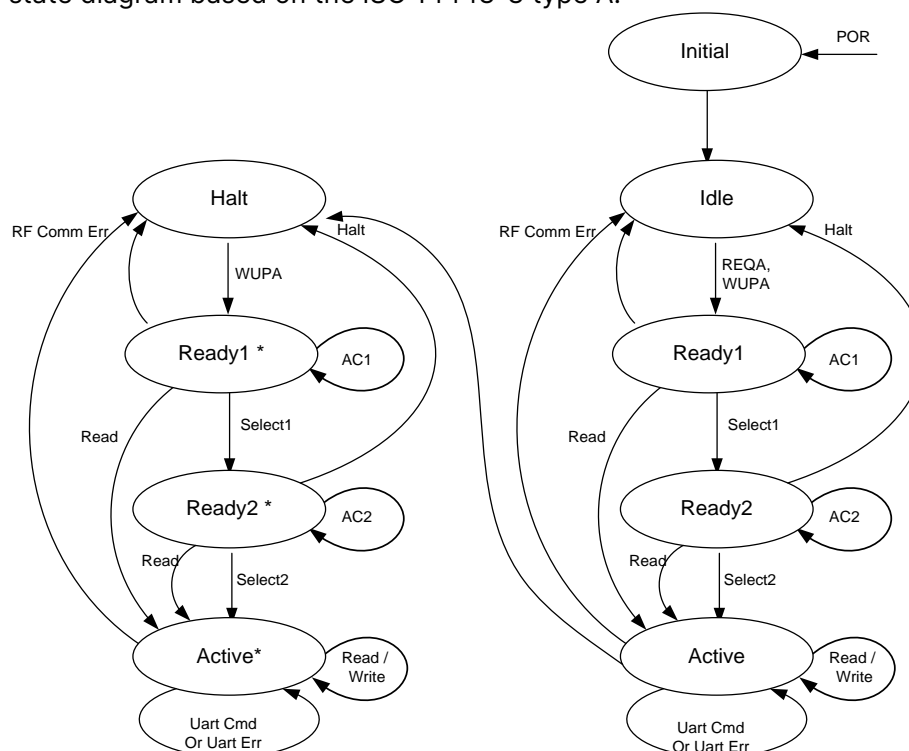 state diagram based on the ISO 14443-3 type A.
POR
Initial
Halt
Idle
RF Comm Err
Halt
RF Comm Err
Halt
WUPA
REQA,
WUPA
Ready1 *
AC1
Ready1
AC1
Read
Select1
Read
Select1
Ready2 *
AC2
Ready2
AC2
Read
Select2
Read
Select2
Active*
Read /
Write
Active
Read /
Write
Uart Cmd
Or Uart Err
Uart Cmd
Or Uart Err